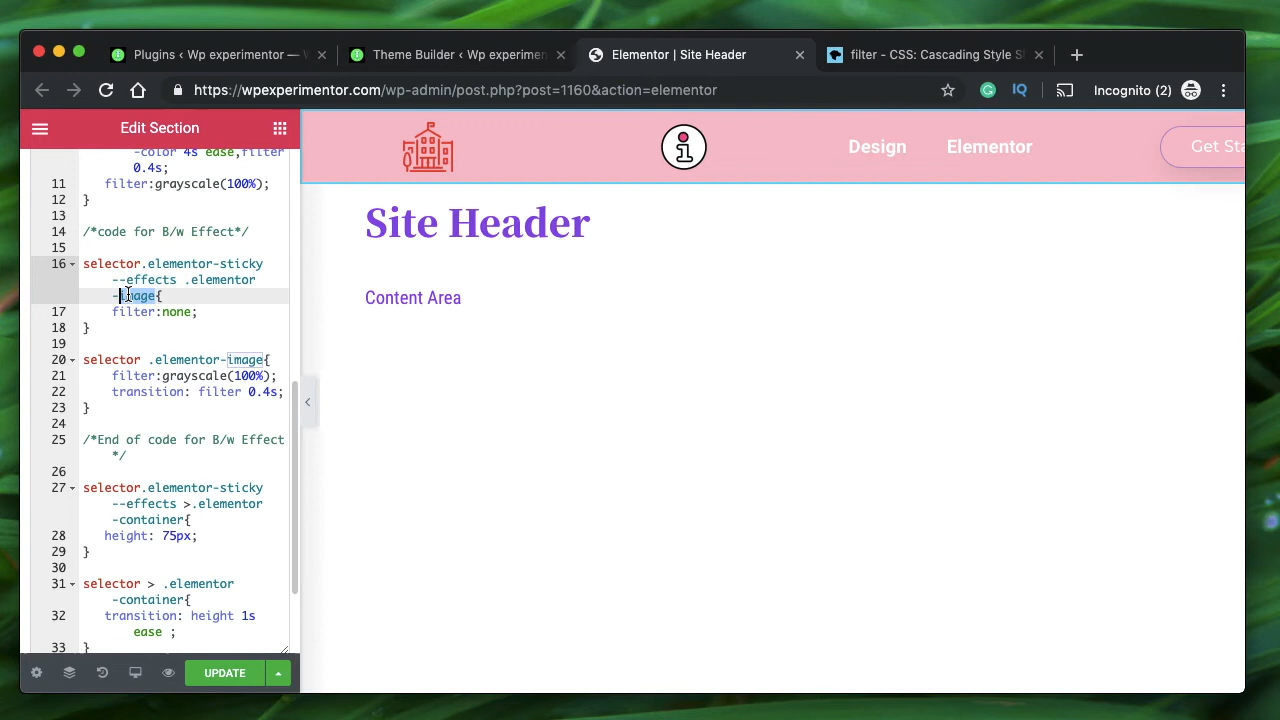 Plugins ‹ Wp experimentor —
Theme Builder ‹ Wp experimen
Elementor | Site Header
filter - CSS: Cascading Style S
https://wpexperimentor.com/wp-admin/post.php?post=1160&action=elementor
IQ
Incognito (2)
Edit Section
Design
Elementor
Get Sta
Site Header
Content Area
-color 4s ease,filter
0.4s;
11 filter:grayscale(100%);
12 }
13
14 /*code for B/w Effect*/
15
16 selector.elementor-sticky
--effects .elementor
-image{
17 filter:none;
18 }
19
20 selector .elementor-image{
21 filter:grayscale(100%);
22 transition: filter 0.4s;
23 }
24
25 /*End of code for B/w Effect
*/
26
27 selector.elementor-sticky
--effects >.elementor
-container{
28 height: 75px;
29 }
30
31 selector > .elementor
-container{
32 transition: height 1s
ease ;
33 }
UPDATE